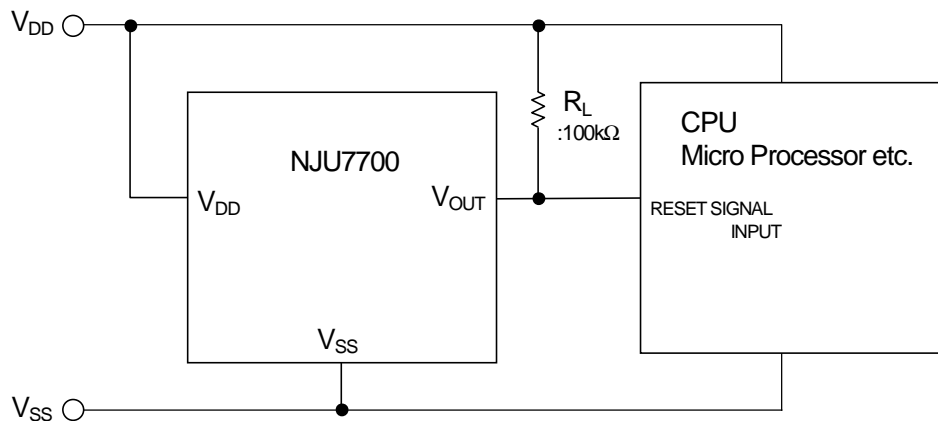 VDD
RL
:100kΩ
CPU
Micro Processor etc.
NJU7700
VDD
VOUT
RESET SIGNAL
INPUT
VSS
VSS